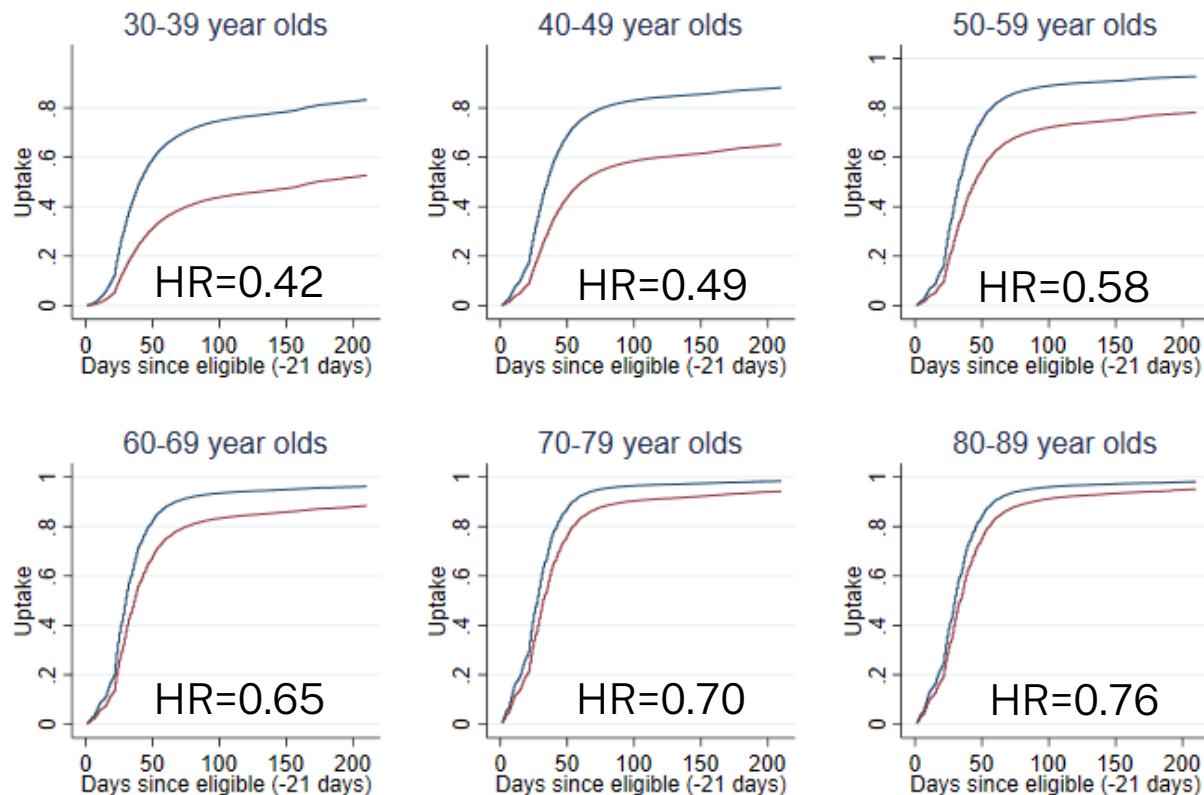 30-39 year olds
Uptake
.8
.6
.4
.2
0
HR=0.42
0 50 100 150 200
Days since eligible (-21 days)
40-49 year olds
Uptake
.8
.6
.4
.2
0
HR=0.49
0 50 100 150 200
Days since eligible (-21 days)
50-59 year olds
Uptake
1
.8
.6
.4
.2
0
HR=0.58
0 50 100 150 200
Days since eligible (-21 days)
60-69 year olds
Uptake
1
.8
.6
.4
.2
0
HR=0.65
0 50 100 150 200
Days since eligible (-21 days)
70-79 year olds
Uptake
1
.8
.6
.4
.2
0
HR=0.70
0 50 100 150 200
Days since eligible (-21 days)
80-89 year olds
Uptake
1
.8
.6
.4
.2
0
HR=0.76
0 50 100 150 200
Days since eligible (-21 days)